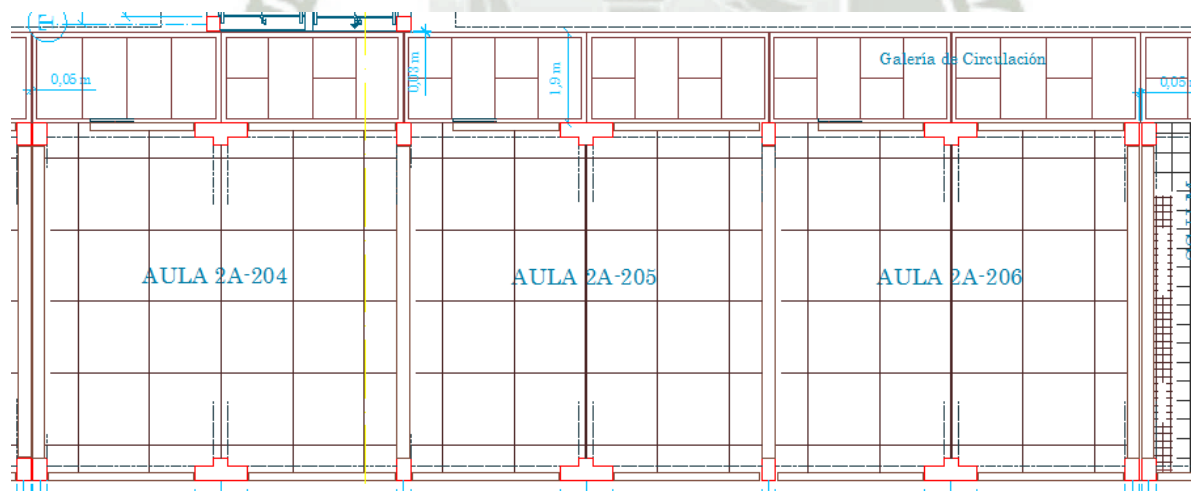 Galería de Circulación
0,05 m
0,03 m
1,9 m
0,05
AULA 2A-204
AULA 2A-205
AULA 2A-206